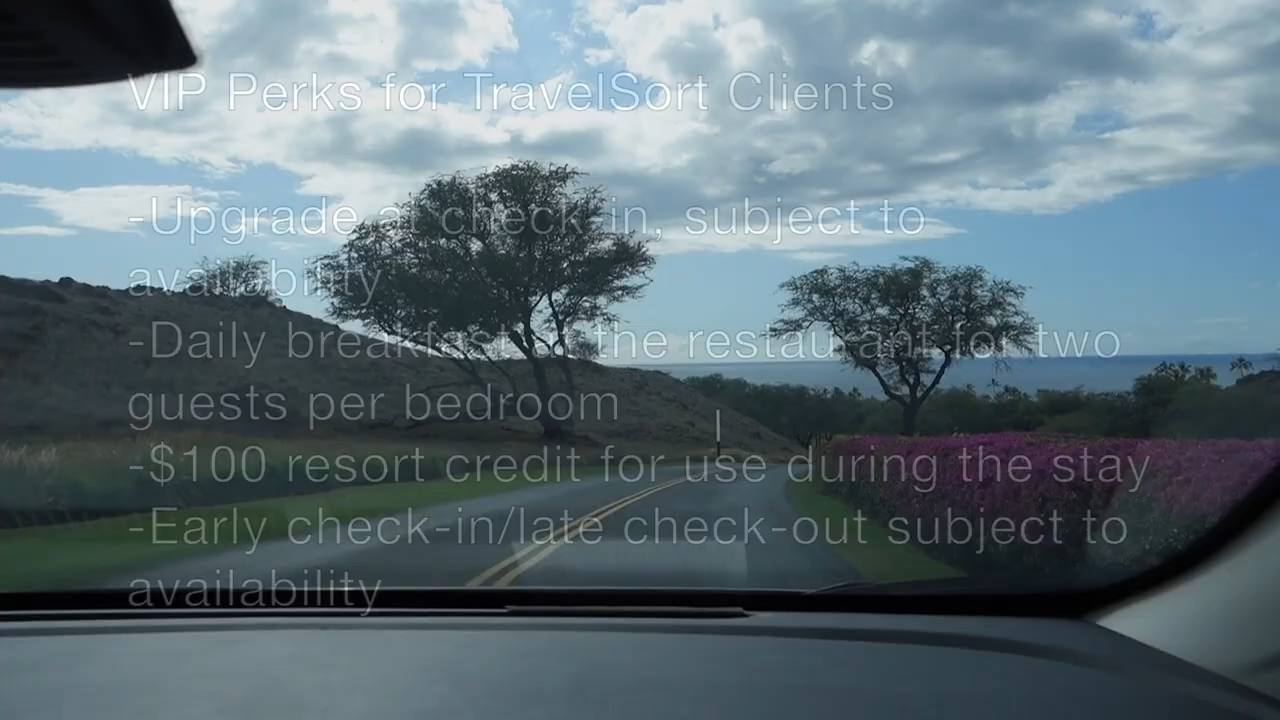 VIP Perks for TravelSort Clients
-Upgrade at check-in, subject to
availability
-Daily breakfast in the restaurant for two
guests per bedroom
-$100 resort credit for use during the stay
-Early check-in/late check-out subject to
availability